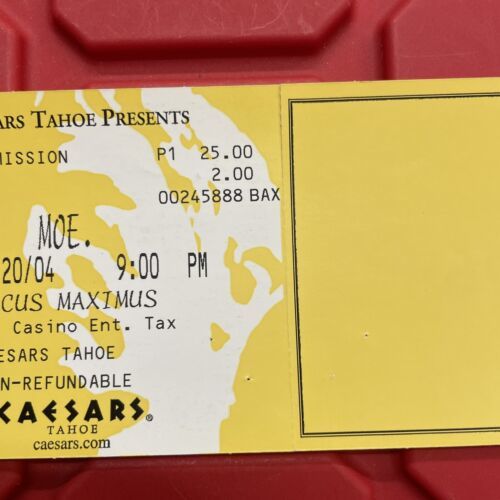 ARS TAHOE PRESENTS
MISSION P1 25.00
2.00
00245888 BAX
MOE.
20/04 9:00 PM
CUS MAXIMUS
Casino Ent. Tax
ESARS TAHOE
N-REFUNDABLE
CAESARS®
TAHOE
caesars.com